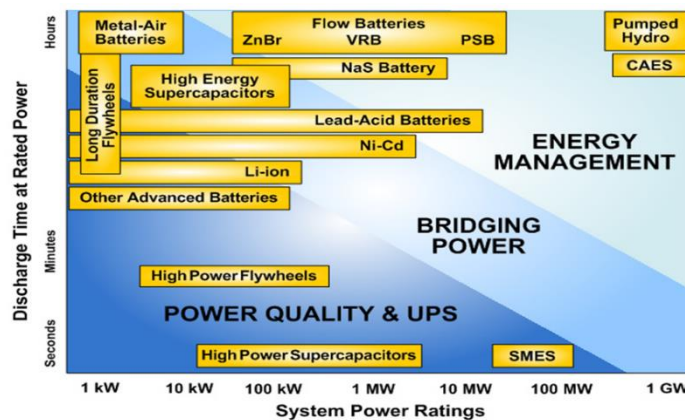 Discharge Time at Rated Power
Hours
Minutes
Seconds
Metal-Air
Batteries
Flow Batteries
ZnBr VRB PSB
Pumped
Hydro
NaS Battery
CAES
High Energy
Supercapacitors
Long Duration
Flywheels
Lead-Acid Batteries
Ni-Cd
Li-ion
Other Advanced Batteries
ENERGY
MANAGEMENT
BRIDGING
POWER
High Power Flywheels
POWER QUALITY & UPS
High Power Supercapacitors
SMES
1 kW 10 kW 100 kW 1 MW 10 MW 100 MW 1 GW
System Power Ratings